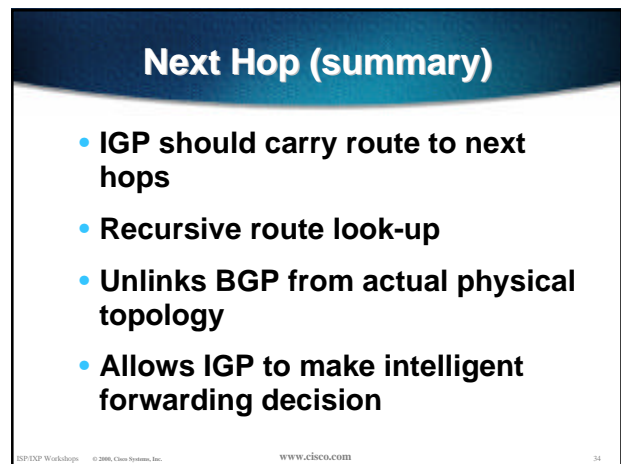 Next Hop (summary)
• IGP should carry route to next
hops
• Recursive route look-up
• Unlinks BGP from actual physical
topology
• Allows IGP to make intelligent
forwarding decision
ISP/IXP Workshops © 2000, Cisco Systems, Inc. www.cisco.com 34